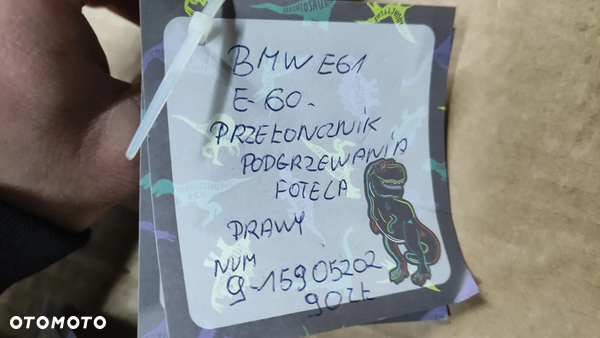 BMW E61
E-60.
PRZEŁONCZNIK
PODGRZEWANIA
FOTELA
PRAWY
NUM
9-15905202
90zł
OTOMOTO